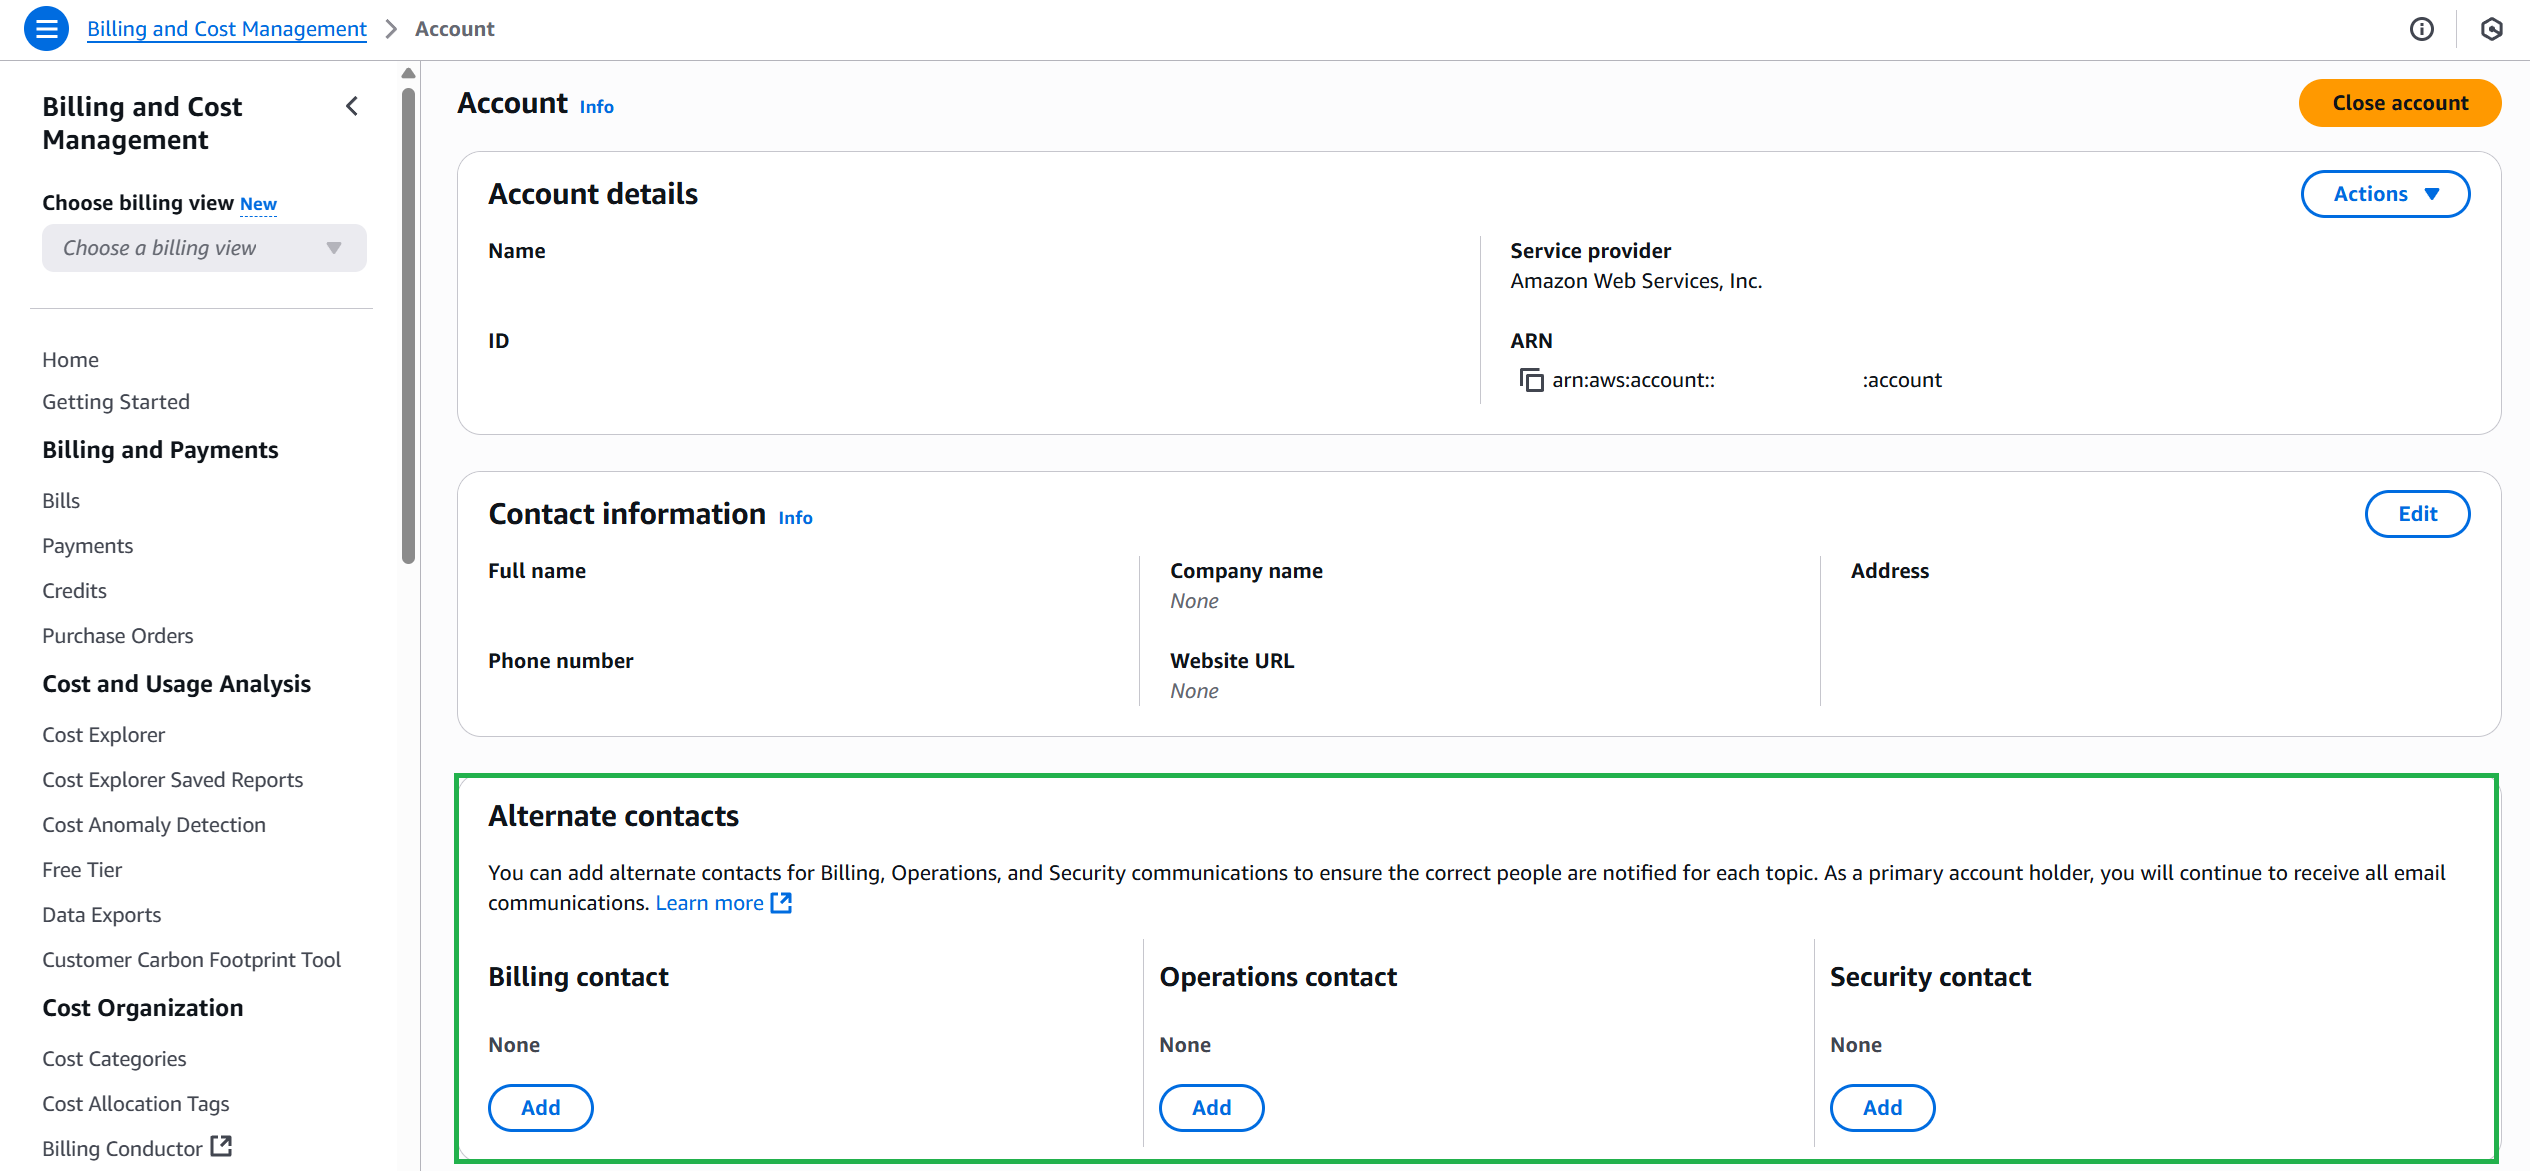 Billing and Cost Management > Account
Billing and Cost
Management
Choose billing view New
Choose a billing view
Home
Getting Started
Billing and Payments
Bills
Payments
Credits
Purchase Orders
Cost and Usage Analysis
Cost Explorer
Cost Explorer Saved Reports
Cost Anomaly Detection
Free Tier
Data Exports
Customer Carbon Footprint Tool
Cost Organization
Cost Categories
Cost Allocation Tags
Billing Conductor
Account Info
Close account
Account details
Actions
Name
Service provider
Amazon Web Services, Inc.
ID
ARN
arn:aws:account:: :account
Contact information Info
Edit
Full name
Company name
None
Address
Phone number
Website URL
None
Alternate contacts
You can add alternate contacts for Billing, Operations, and Security communications to ensure the correct people are notified for each topic. As a primary account holder, you will continue to receive all email
communications. Learn more
Billing contact
None
Add
Operations contact
None
Add
Security contact
None
Add